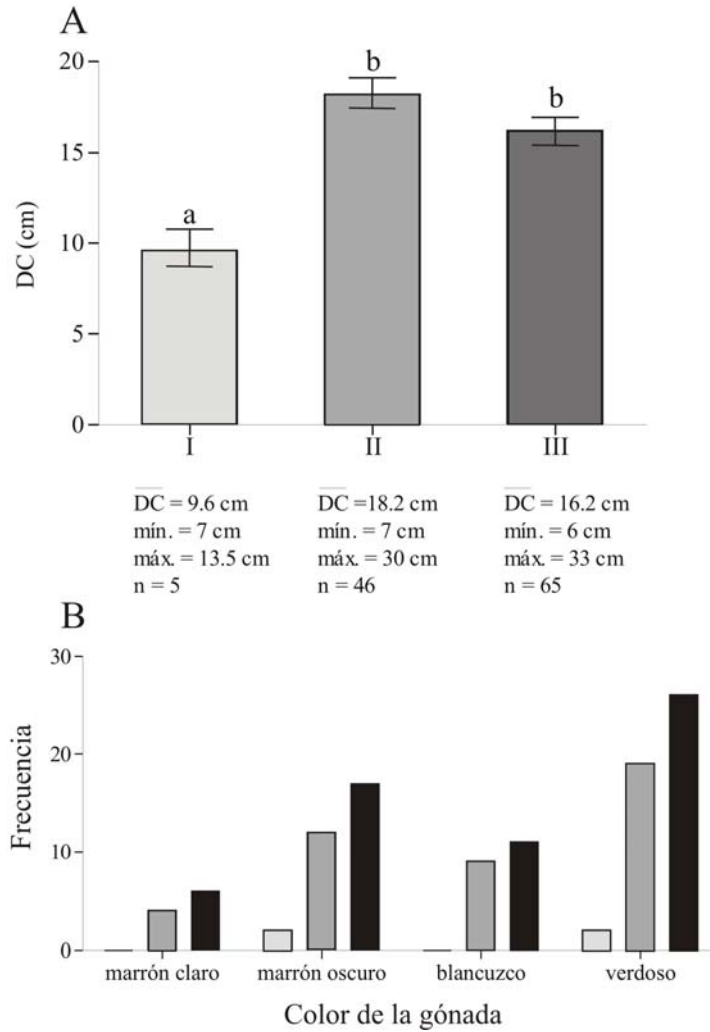 A
20
15
10
5
0
DC (cm)
a
b
b
I II III
DC = 9.6 cm
mín. = 7 cm
máx. = 13.5 cm
n = 5
DC =18.2 cm
mín. = 7 cm
máx. = 30 cm
n = 46
DC = 16.2 cm
mín. = 6 cm
máx. = 33 cm
n = 65
B
30
20
10
0
Frecuencia
marrón claro marrón oscuro blancuzco verdoso
Color de la gónada